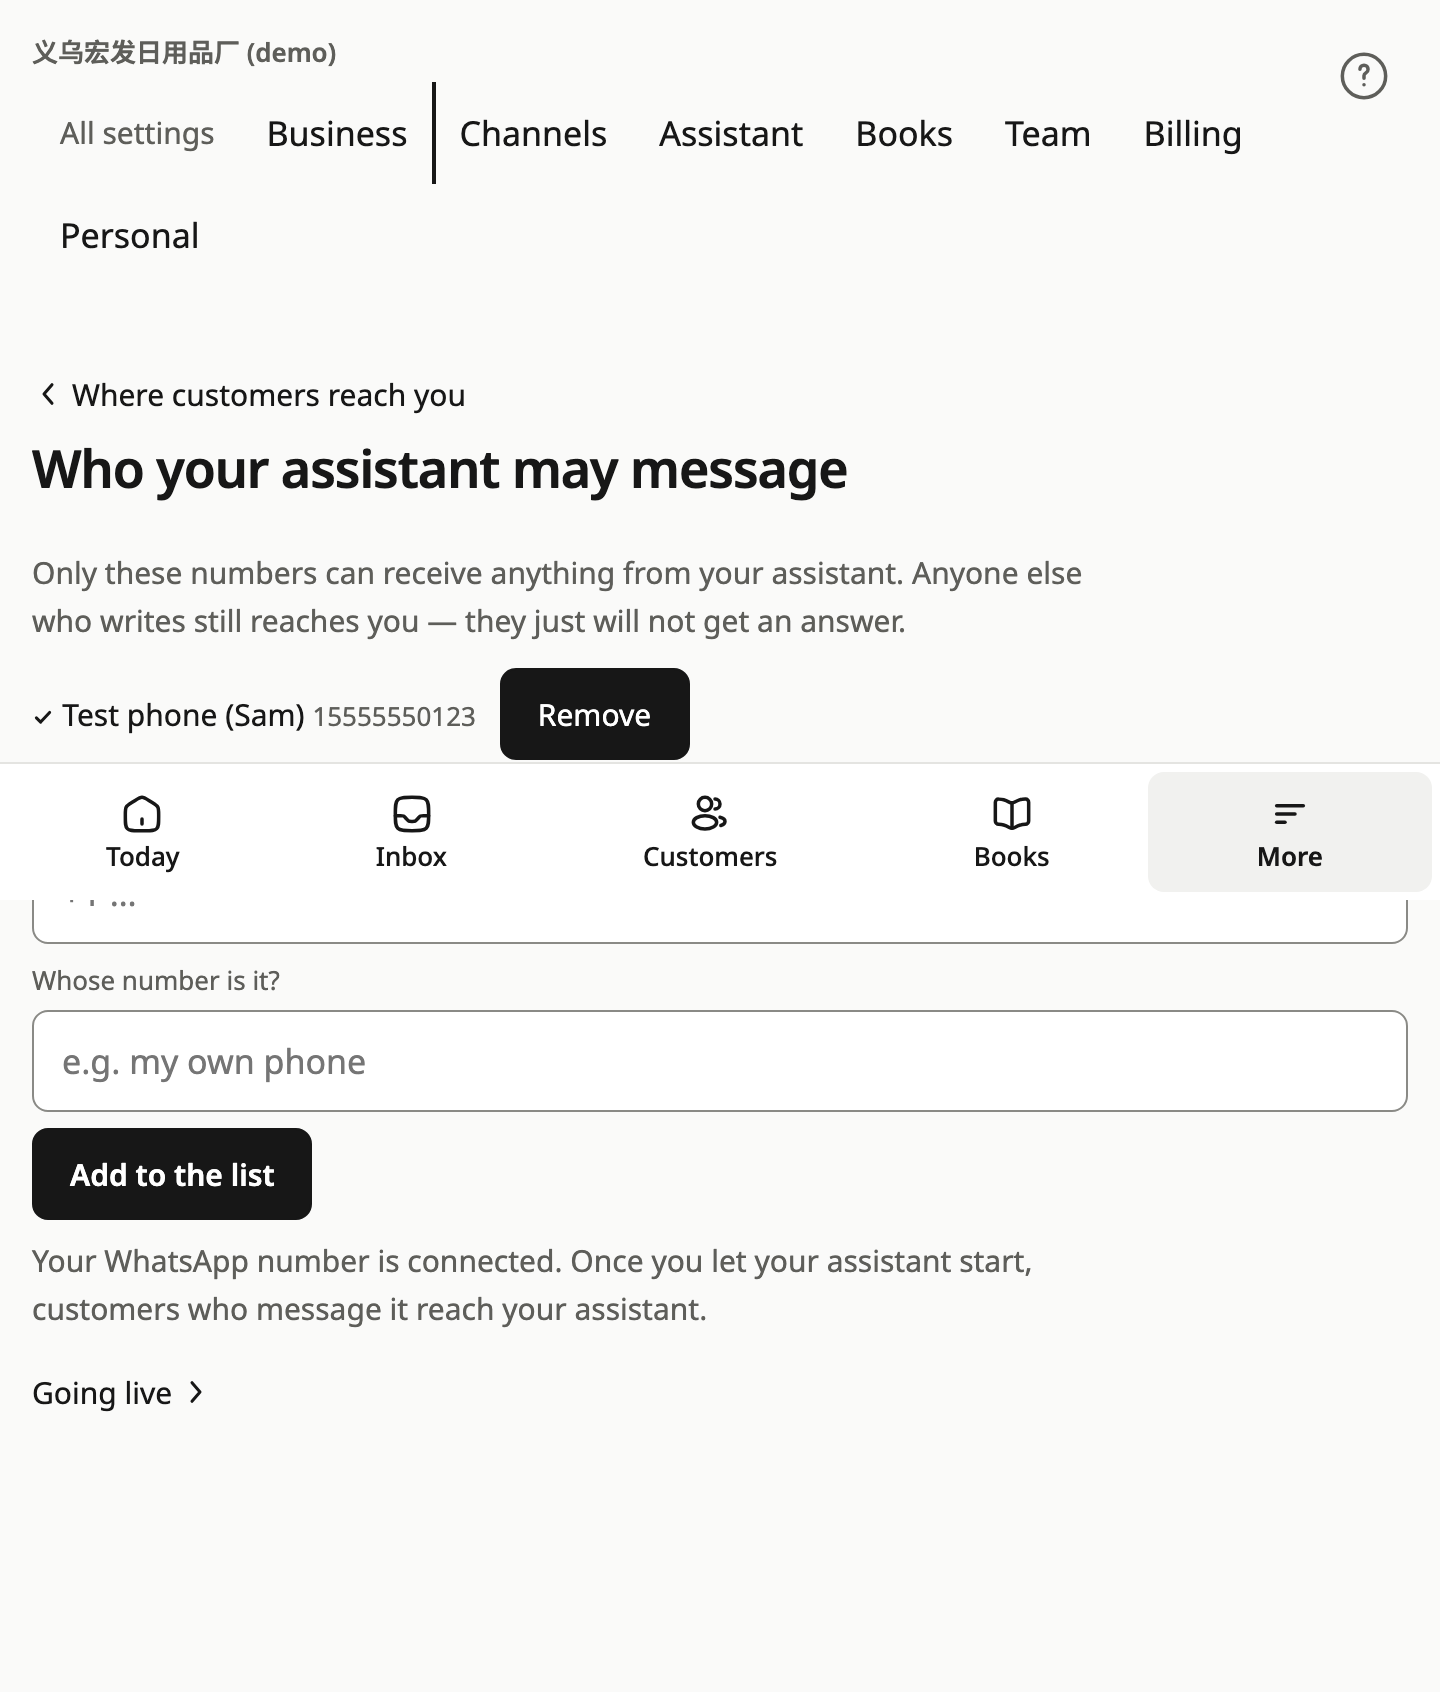 义乌宏发日用品厂 (demo)
All settings Business Channels Assistant Books Team Billing
Personal
Where customers reach you
Who your assistant may message
Only these numbers can receive anything from your assistant. Anyone else
who writes still reaches you — they just will not get an answer.
Test phone (Sam) 15555550123 Remove
Today Inbox Customers Books More
Whose number is it?
e.g. my own phone
Add to the list
Your WhatsApp number is connected. Once you let your assistant start,
customers who message it reach your assistant.
Going live